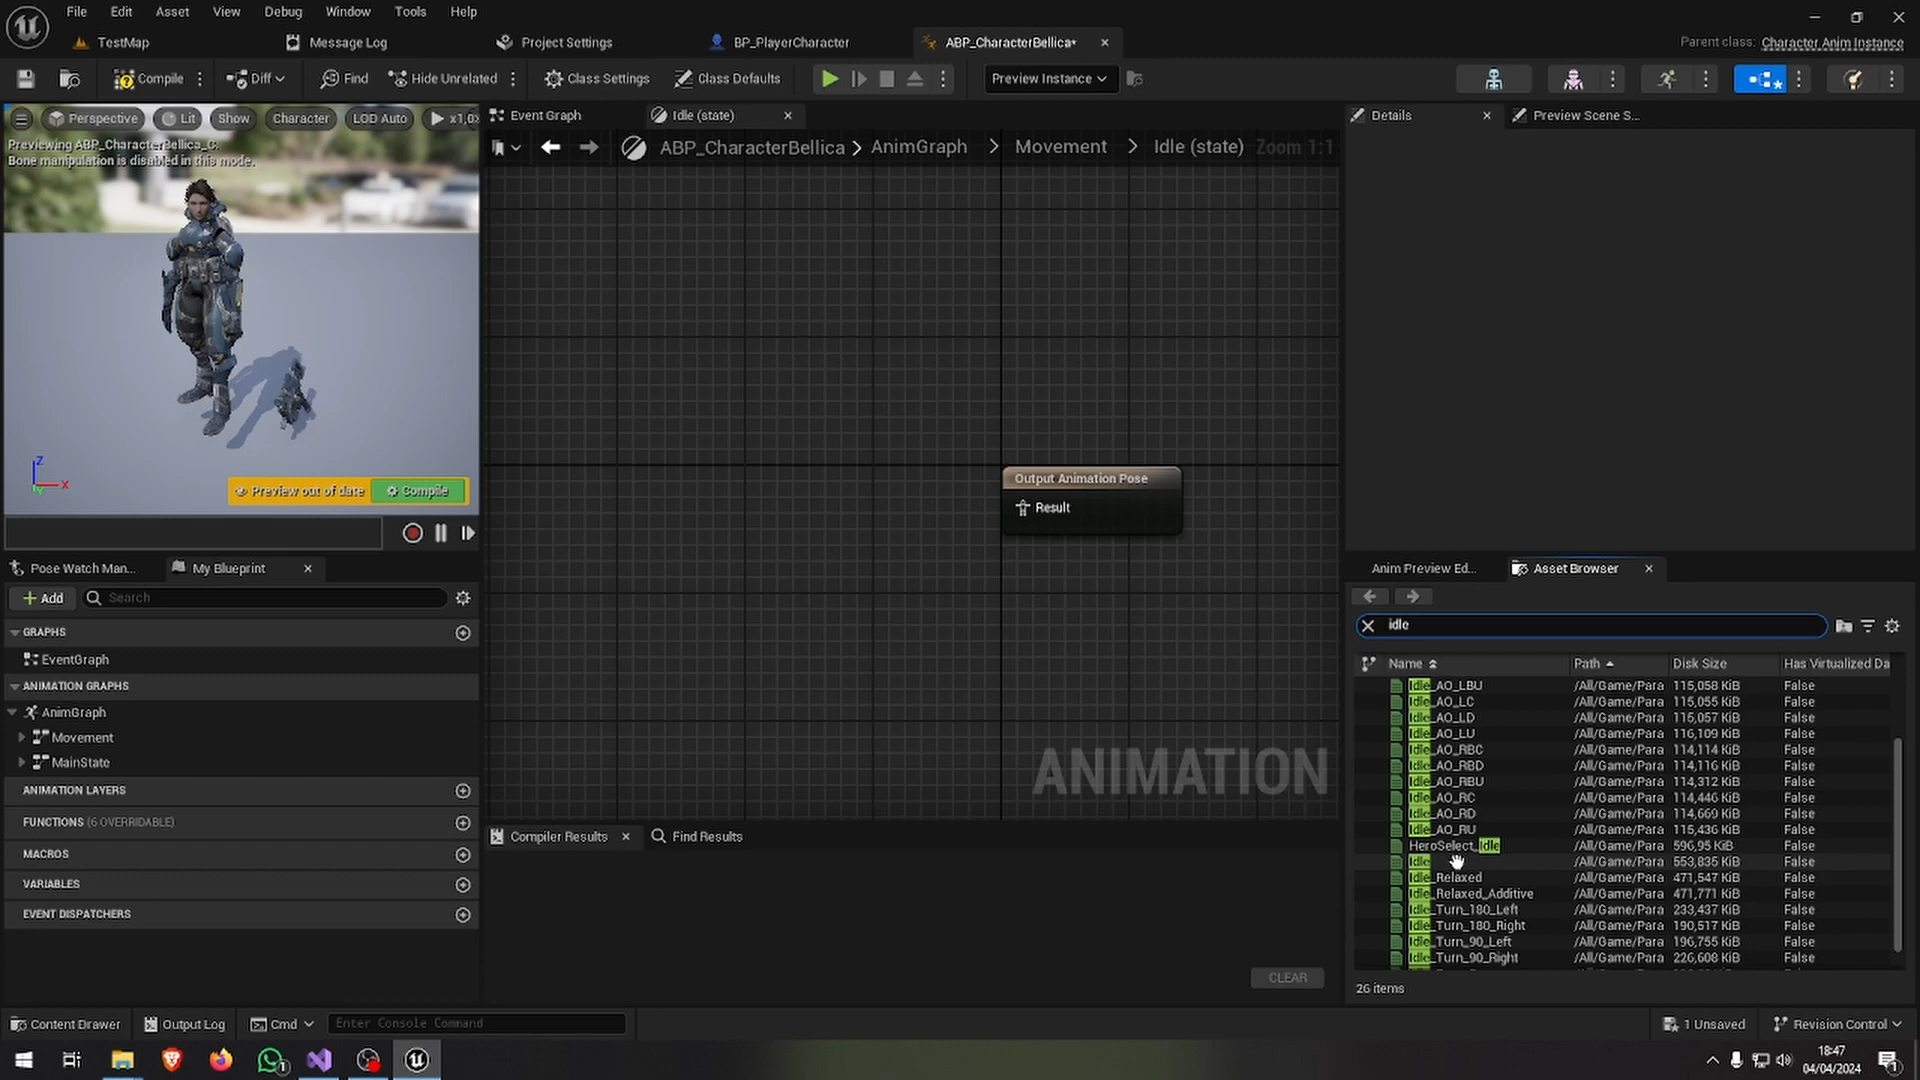 File Edit Asset View Debug Window Tools Help
TestMap Message Log Project Settings BP_PlayerCharacter ABP_CharacterBellica*
Parent class: Character Anim Instance
Compile Diff Find Hide Unrelated Class Settings Class Defaults Preview Instance
Perspective Lit Show Character LOD Auto x1,0
Previewing ABP_CharacterBellica_C.
Bone manipulation is disabled in this mode.
Z
X
Y
Preview out of date Compile
Event Graph Idle (state)
ABP_CharacterBellica > AnimGraph > Movement > Idle (state) Zoom 1:1
Output Animation Pose
Result
ANIMATION
Compiler Results Find Results
CLEAR
Details Preview Scene S...
Pose Watch Man... My Blueprint
Add Search
GRAPHS
EventGraph
ANIMATION GRAPHS
AnimGraph
Movement
MainState
ANIMATION LAYERS
FUNCTIONS (6 OVERRIDABLE)
MACROS
VARIABLES
EVENT DISPATCHERS
Anim Preview Ed... Asset Browser
idle
Name Path Disk Size Has Virtualized Da
Idle_AO_LBU /All/Game/Para 115,058 KiB False
Idle_AO_LC /All/Game/Para 115,055 KiB False
Idle_AO_LD /All/Game/Para 115,057 KiB False
Idle_AO_LU /All/Game/Para 116,109 KiB False
Idle_AO_RBC /All/Game/Para 114,114 KiB False
Idle_AO_RBD /All/Game/Para 114,116 KiB False
Idle_AO_RBU /All/Game/Para 114,312 KiB False
Idle_AO_RC /All/Game/Para 114,446 KiB False
Idle_AO_RD /All/Game/Para 114,669 KiB False
Idle_AO_RU /All/Game/Para 115,436 KiB False
HeroSelect_Idle /All/Game/Para 596,95 KiB False
Idle /All/Game/Para 553,835 KiB False
Idle_Relaxed /All/Game/Para 471,547 KiB False
Idle_Relaxed_Additive /All/Game/Para 471,771 KiB False
Idle_Turn_180_Left /All/Game/Para 233,437 KiB False
Idle_Turn_180_Right /All/Game/Para 190,517 KiB False
Idle_Turn_90_Left /All/Game/Para 196,755 KiB False
Idle_Turn_90_Right /All/Game/Para 226,608 KiB False
26 items
Content Drawer Output Log Cmd Enter Console Command 1 Unsaved Revision Control
18:47
04/04/2024